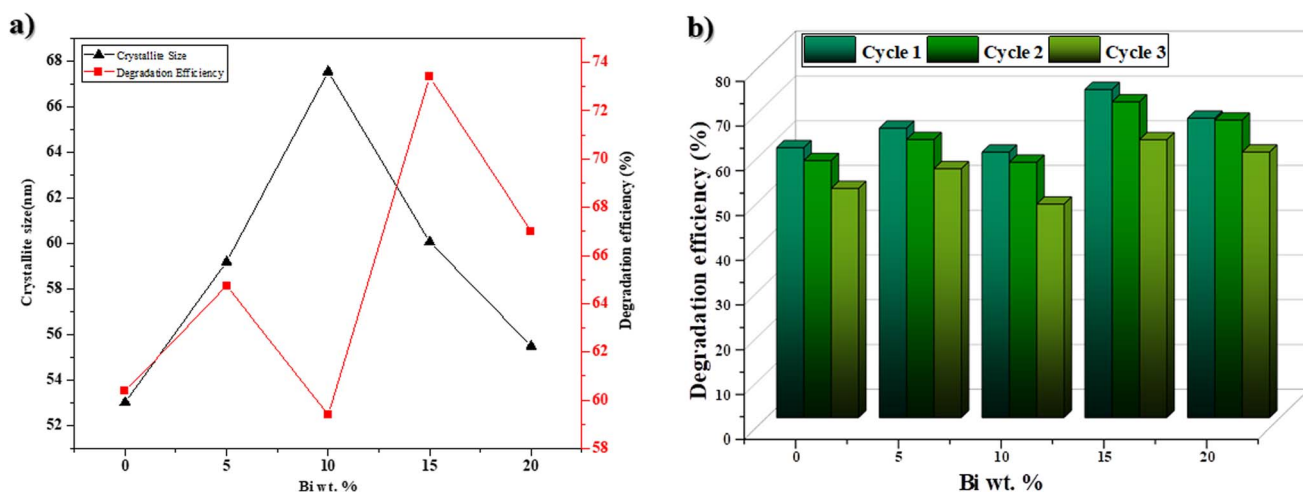 a)
Crystallite Size
Degradation Efficiency
Crystallite size(nm)
68
66
64
62
60
58
56
54
52
74
72
70
68
66
64
62
60
58
Degradation efficiency (%)
0 5 10 15 20
Bi wt. %
b)
Cycle 1 Cycle 2 Cycle 3
Degradation efficiency (%)
80
70
60
50
40
30
20
10
0
0 5 10 15 20
Bi wt. %